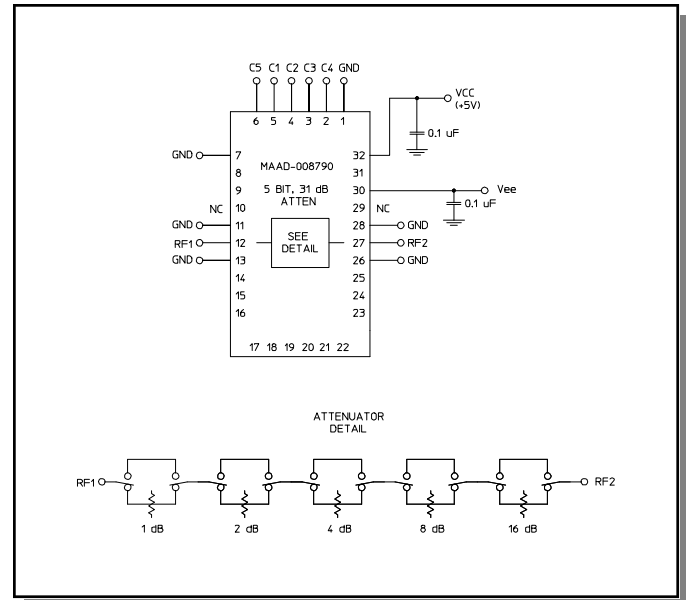 C5 C1 C2 C3 C4 GND
VCC
(+5V)
6 5 4 3 2 1
0.1 uF
GND 7 32
MAAD-008790
8 31
9 5 BIT, 31 dB 30 Vee
ATTEN
NC 10 29 NC 0.1 uF
GND 11 28 GND
SEE
RF1 12 27 RF2
DETAIL
GND 13 26 GND
14 25
15 24
16 23
17 18 19 20 21 22
ATTENUATOR
DETAIL
RF1 RF2
1 dB 2 dB 4 dB 8 dB 16 dB